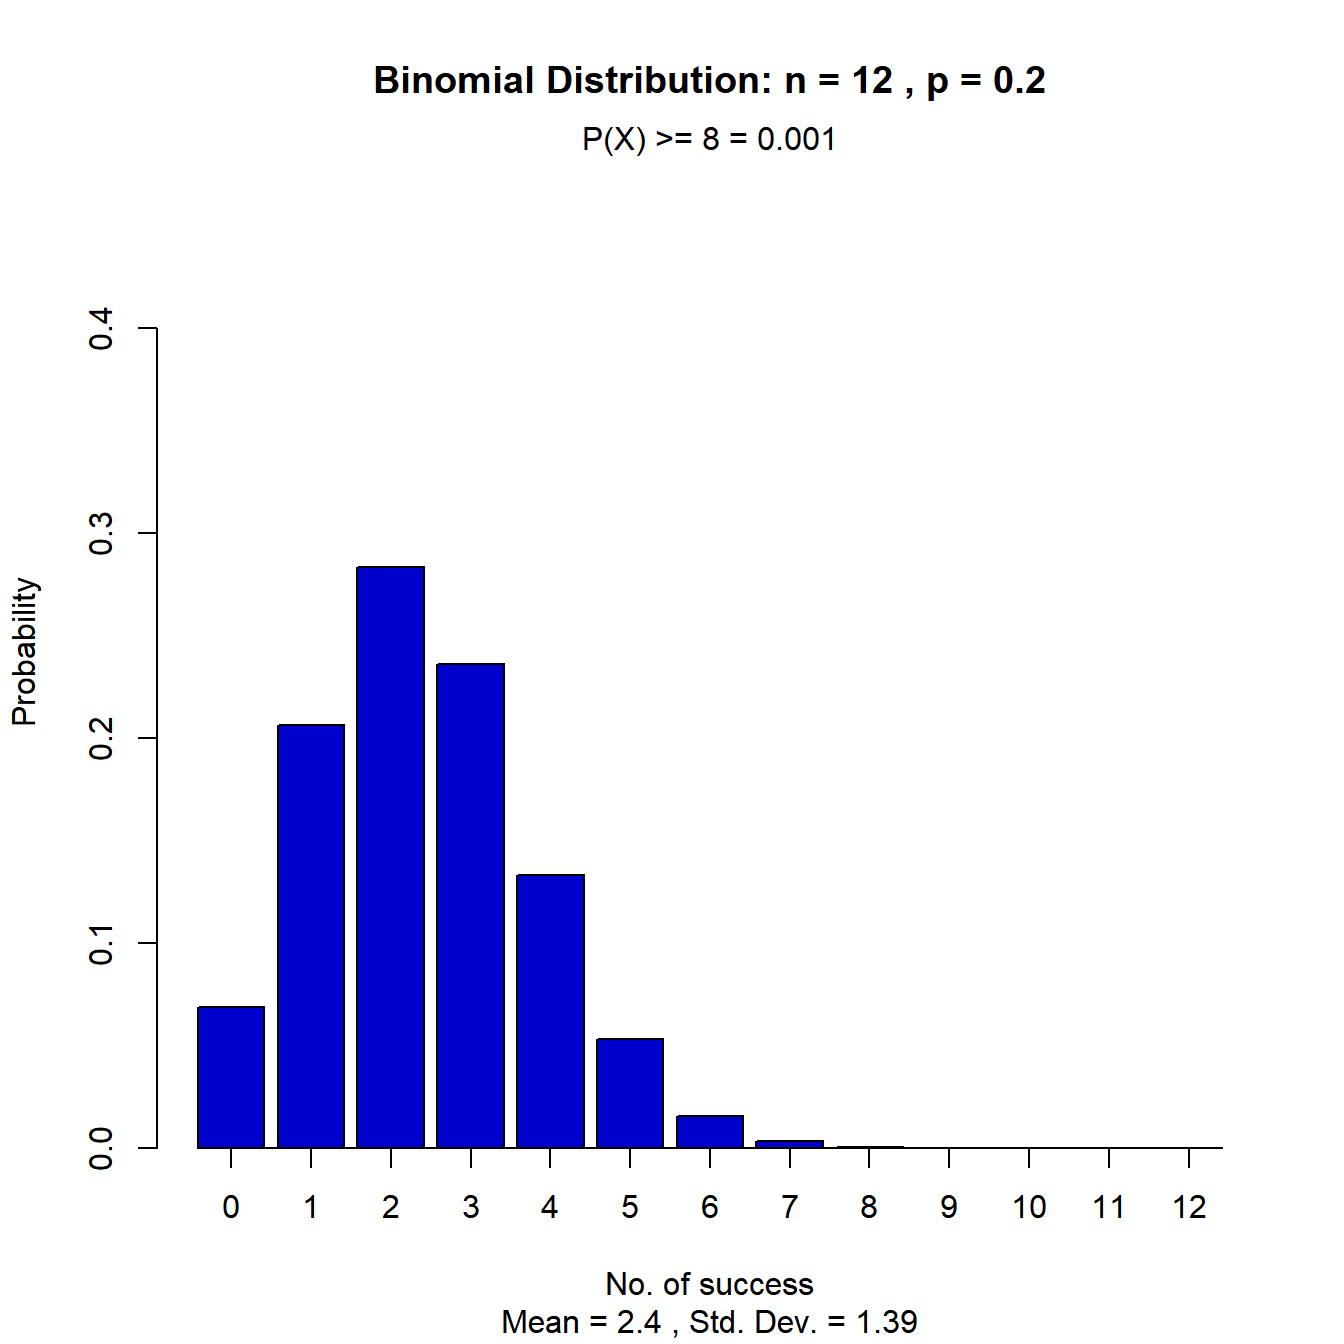 Binomial Distribution: n = 12 , p = 0.2
P(X) >= 8 = 0.001
Probability
0.4
0.3
0.2
0.1
0.0
0 1 2 3 4 5 6 7 8 9 10 11 12
No. of success
Mean = 2.4 , Std. Dev. = 1.39